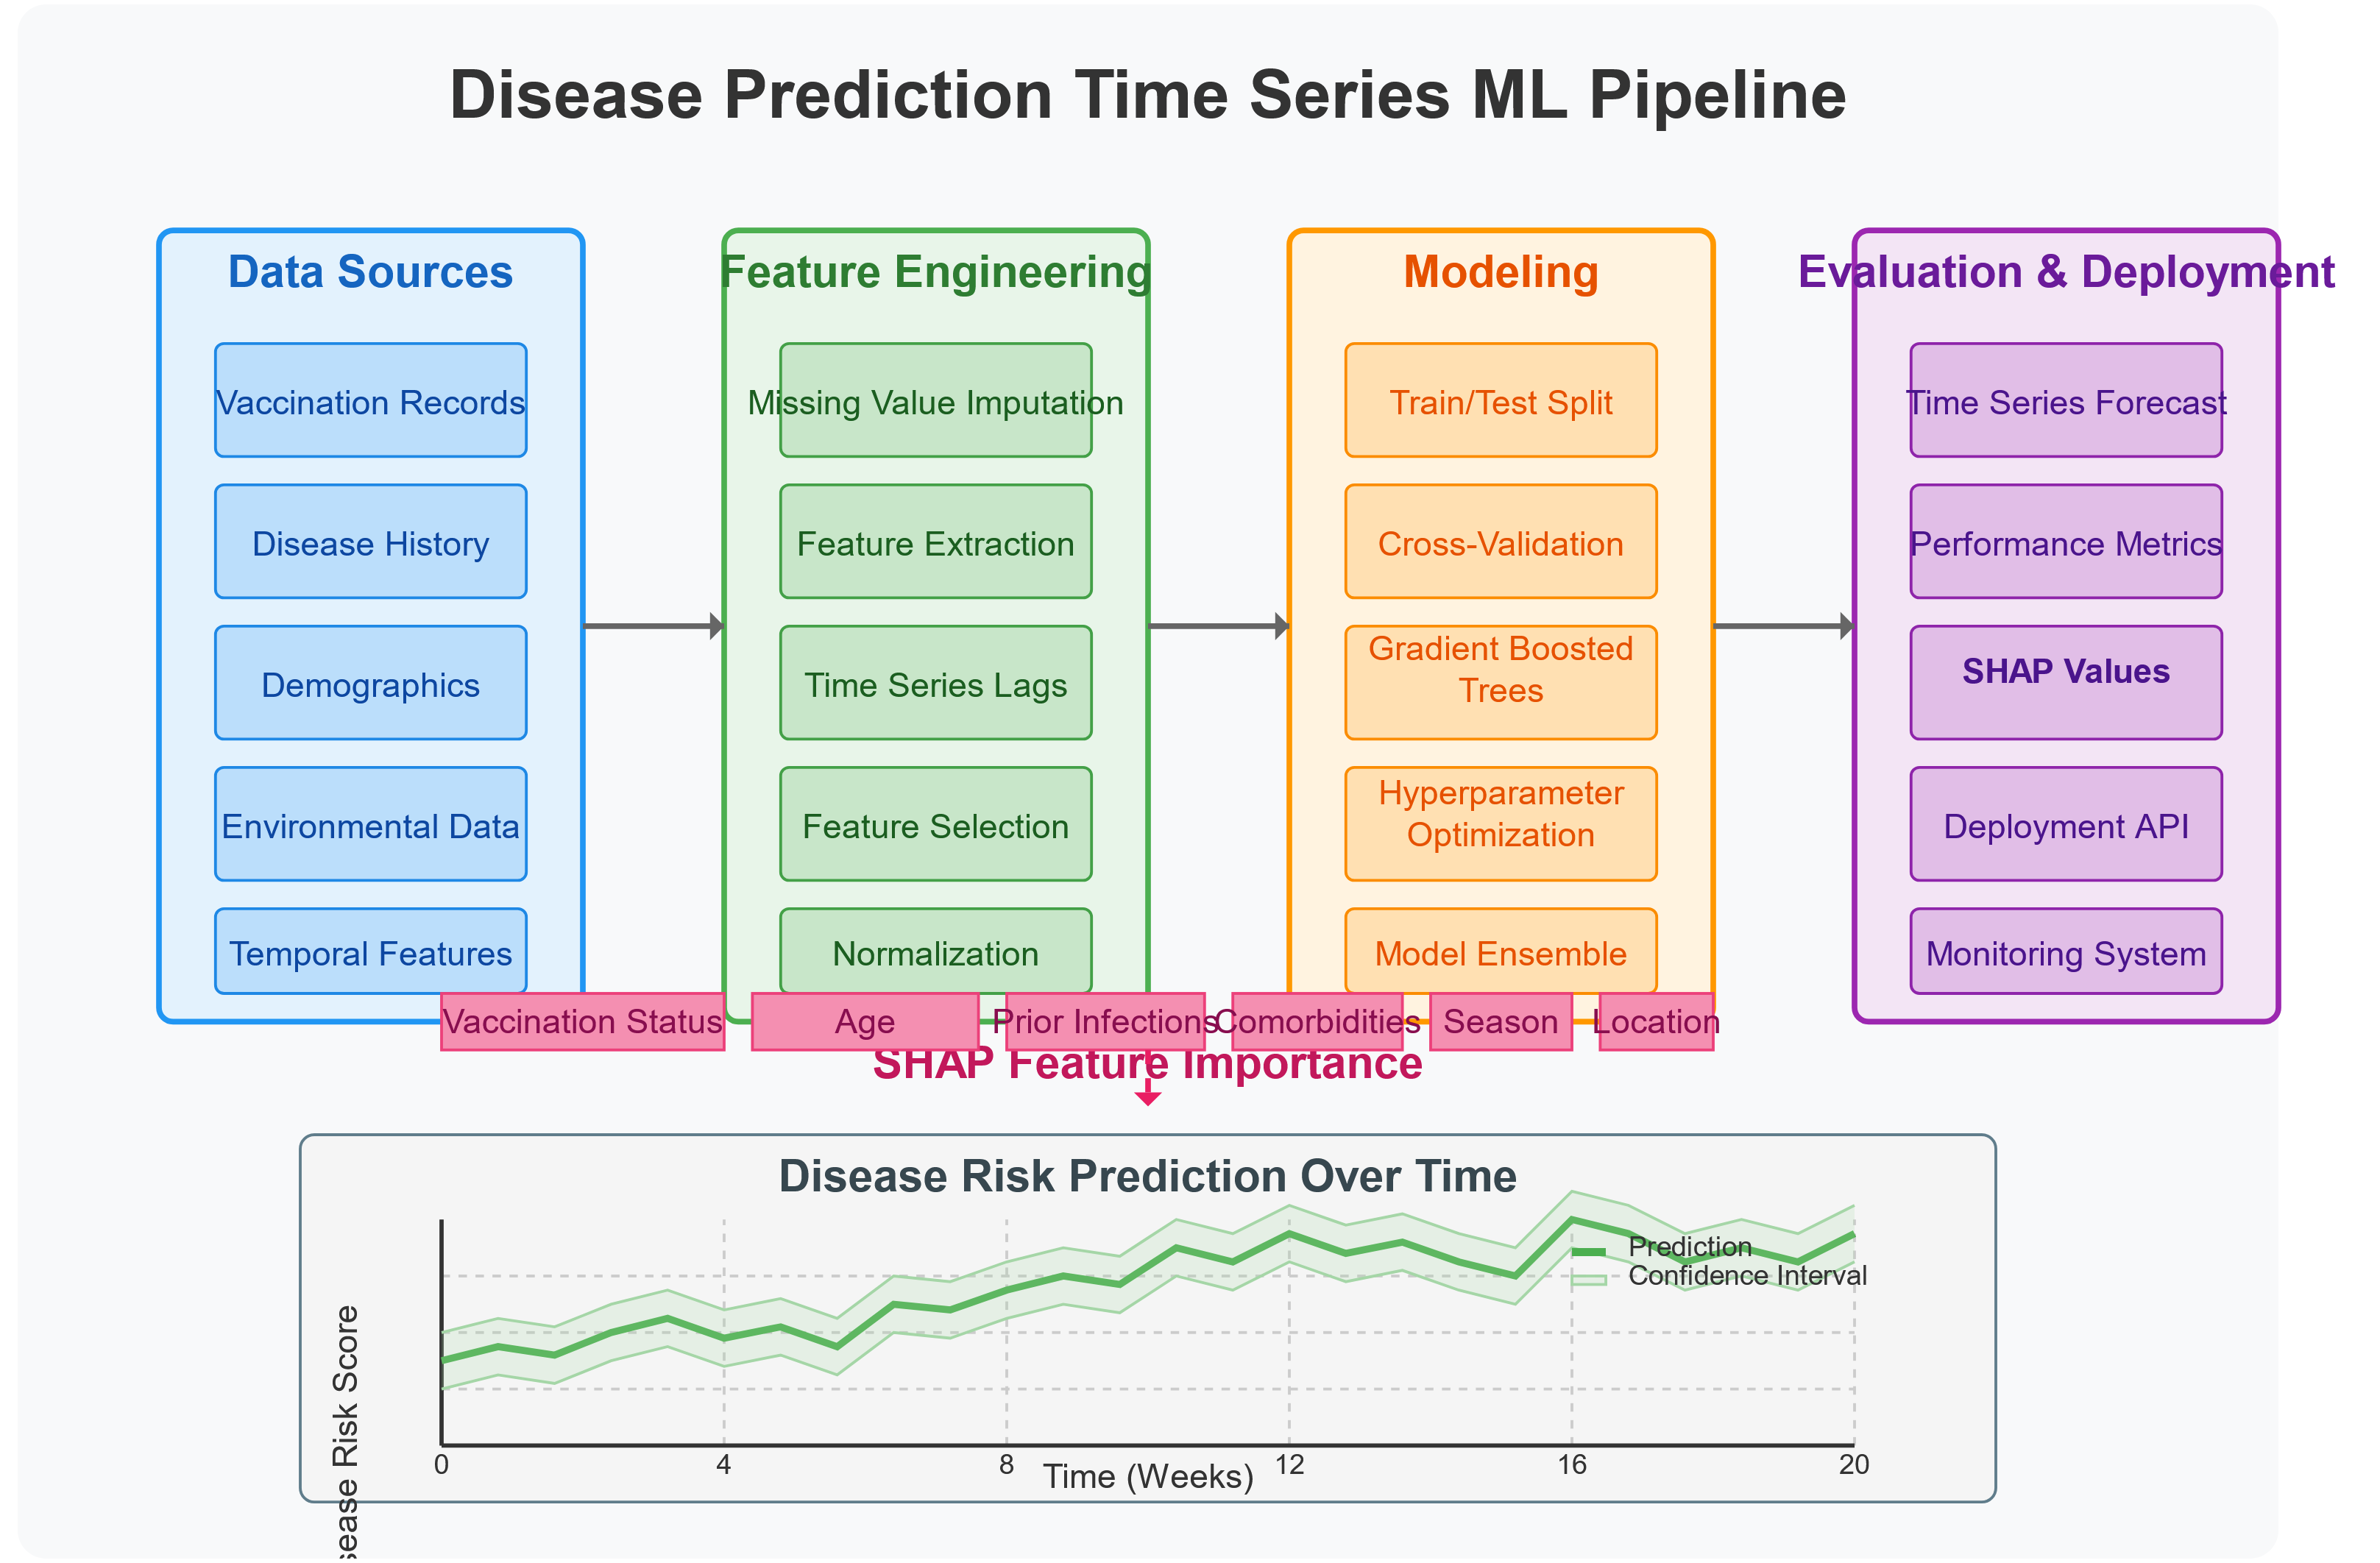 Disease Prediction Time Series ML Pipeline
Data Sources
Vaccination Records
Disease History
Demographics
Environmental Data
Temporal Features
Feature Engineering
Missing Value Imputation
Feature Extraction
Time Series Lags
Feature Selection
Normalization
Modeling
Train/Test Split
Cross-Validation
Gradient Boosted
Trees
Hyperparameter
Optimization
Model Ensemble
Evaluation & Deployment
Time Series Forecast
Performance Metrics
SHAP Values
Deployment API
Monitoring System
Vaccination Status
Age
Prior Infections
Comorbidities
Season
Location
SHAP Feature Importance
Disease Risk Prediction Over Time
Prediction
Confidence Interval
sease Risk Score
0 4 8 12 16 20
Time (Weeks)